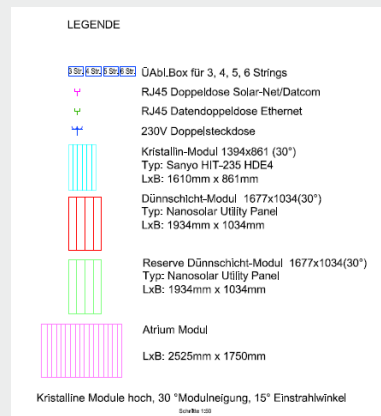 LEGENDE
3 Str. 4 Str. 5 Str. 6 Str. ÜAbl.Box für 3, 4, 5, 6 Strings
RJ45 Doppeldose Solar-Net/Datcom
RJ45 Datendoppeldose Ethernet
230V Doppelsteckdose
Kristallin-Modul 1394x861 (30°)
Typ: Sanyo HIT-235 HDE4
LxB: 1610mm x 861mm
Dünnschicht-Modul 1677x1034(30°)
Typ: Nanosolar Utility Panel
LxB: 1934mm x 1034mm
Reserve Dünnschicht-Modul 1677x1034(30°)
Typ: Nanosolar Utility Panel
LxB: 1934mm x 1034mm
Atrium Modul
LxB: 2525mm x 1750mm
Kristalline Module hoch, 30 °Modulneigung, 15° Einstrahlwinkel
Schnitte 1:50